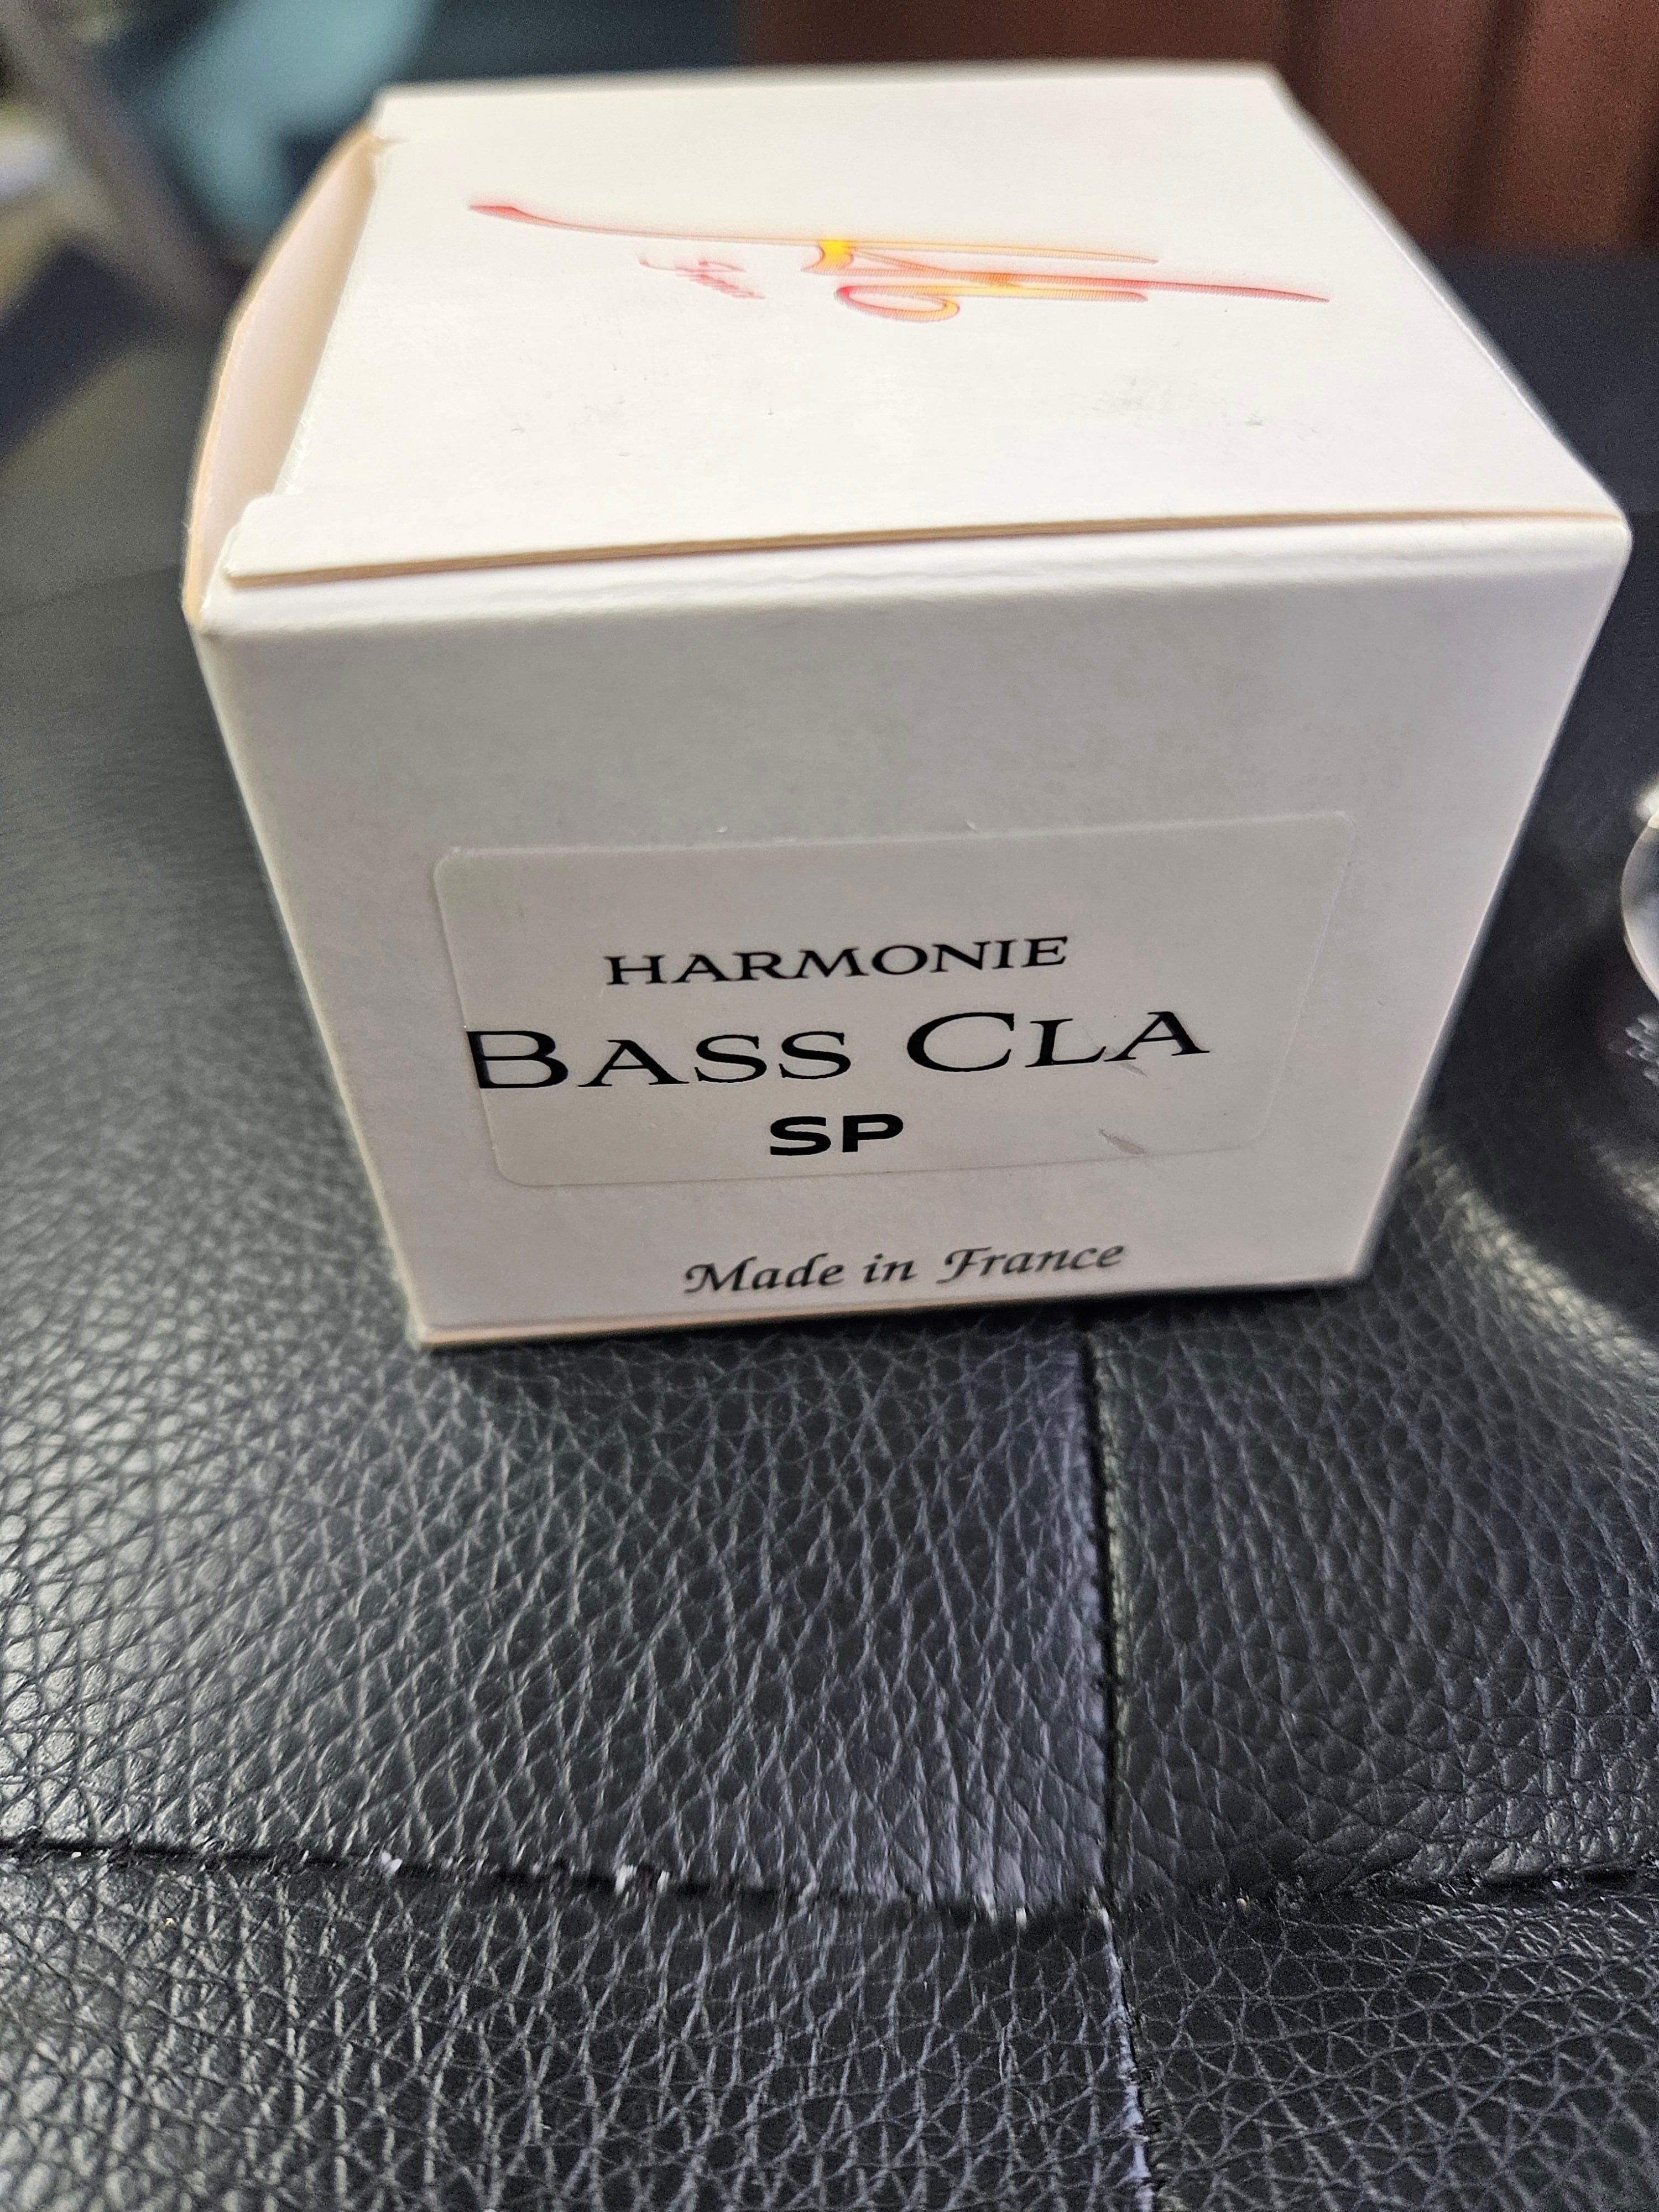 HARMONIE
BASS CLA
SP
Made in France